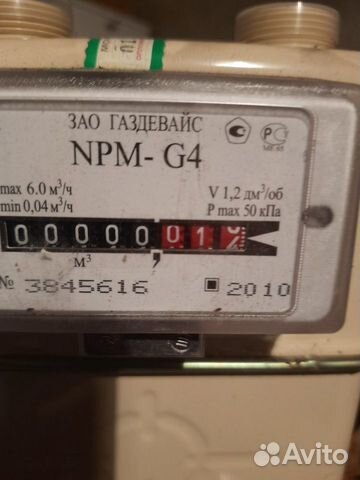 ЗАО ГАЗДЕВАЙС
NPM- G4
max 6.0 м³/ч
min 0,04 м³/ч
V 1,2 дм³/об
P max 50 кПа
00000012
м³ ,
№ 3845616
2010
Avito